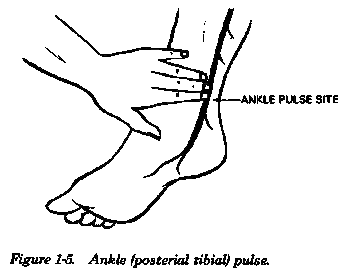 ANKLE PULSE SITE
Figure 1-5. Ankle (posterial tibial) pulse.